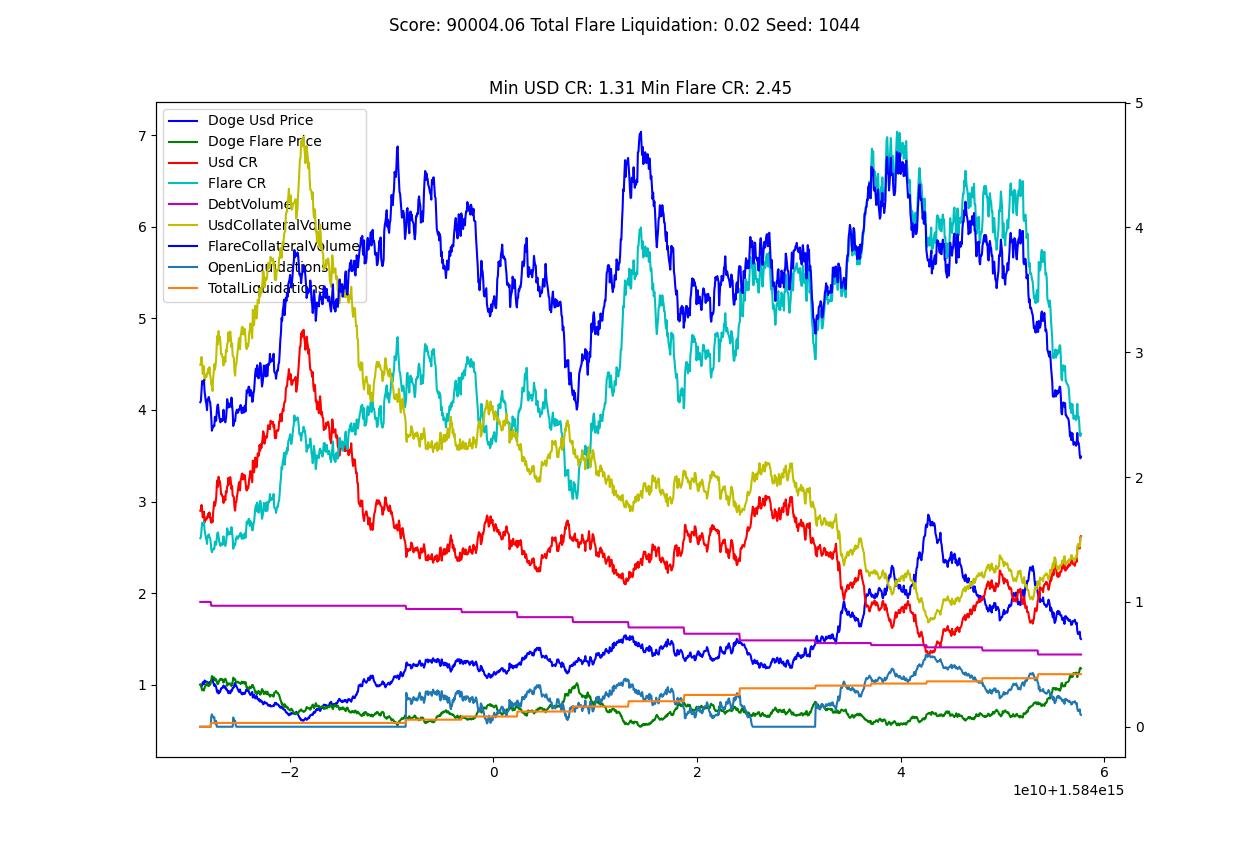 Score: 90004.06 Total Flare Liquidation: 0.02 Seed: 1044
Min USD CR: 1.31 Min Flare CR: 2.45
Doge Usd Price
Doge Flare Price
Usd CR
Flare CR
DebtVolume
UsdCollateralVolume
FlareCollateralVolume
OpenLiquidations
TotalLiquidations
7
6
5
4
3
2
1
5
4
3
2
1
0
−2
0
2
4
6
1e10+1.584e15